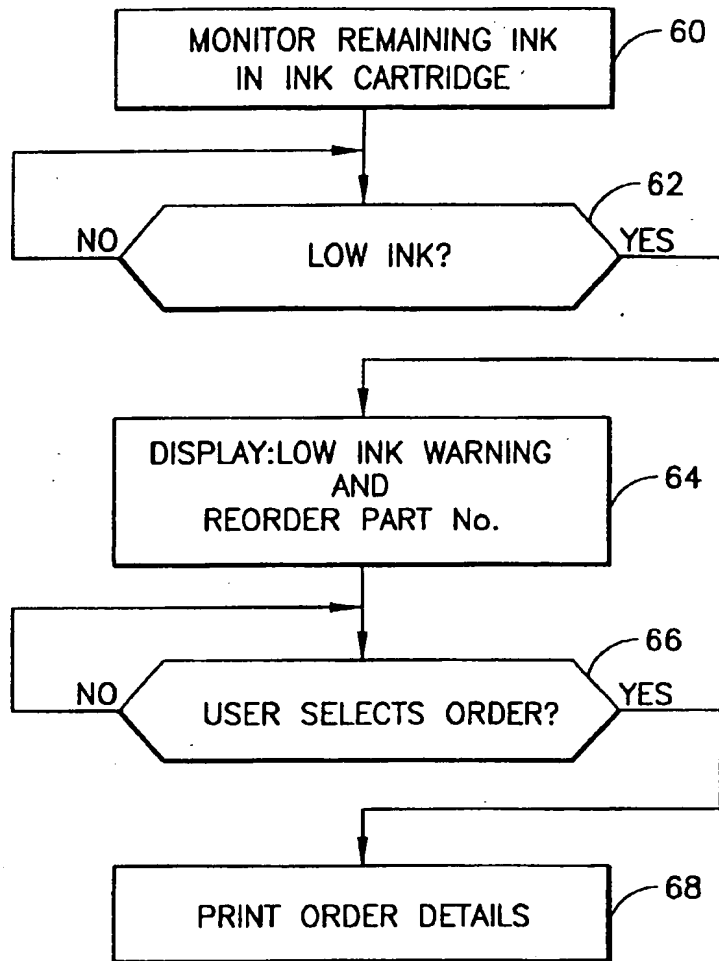 MONITOR REMAINING INK
IN INK CARTRIDGE
60
62
NO
LOW INK?
YES
DISPLAY:LOW INK WARNING
AND
REORDER PART No.
64
66
NO
USER SELECTS ORDER?
YES
PRINT ORDER DETAILS
68